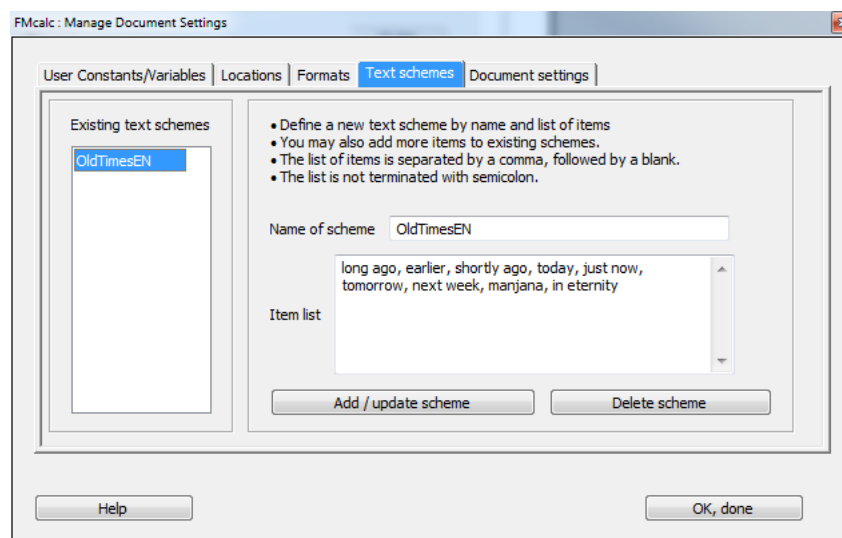 FMcalc : Manage Document Settings
User Constants/Variables
Locations
Formats
Text schemes
Document settings
Existing text schemes
OldTimesEN
• Define a new text scheme by name and list of items
• You may also add more items to existing schemes.
• The list of items is separated by a comma, followed by a blank.
• The list is not terminated with semicolon.
Name of scheme
OldTimesEN
Item list
long ago, earlier, shortly ago, today, just now,
tomorrow, next week, manjana, in eternity
Add / update scheme
Delete scheme
Help
OK, done